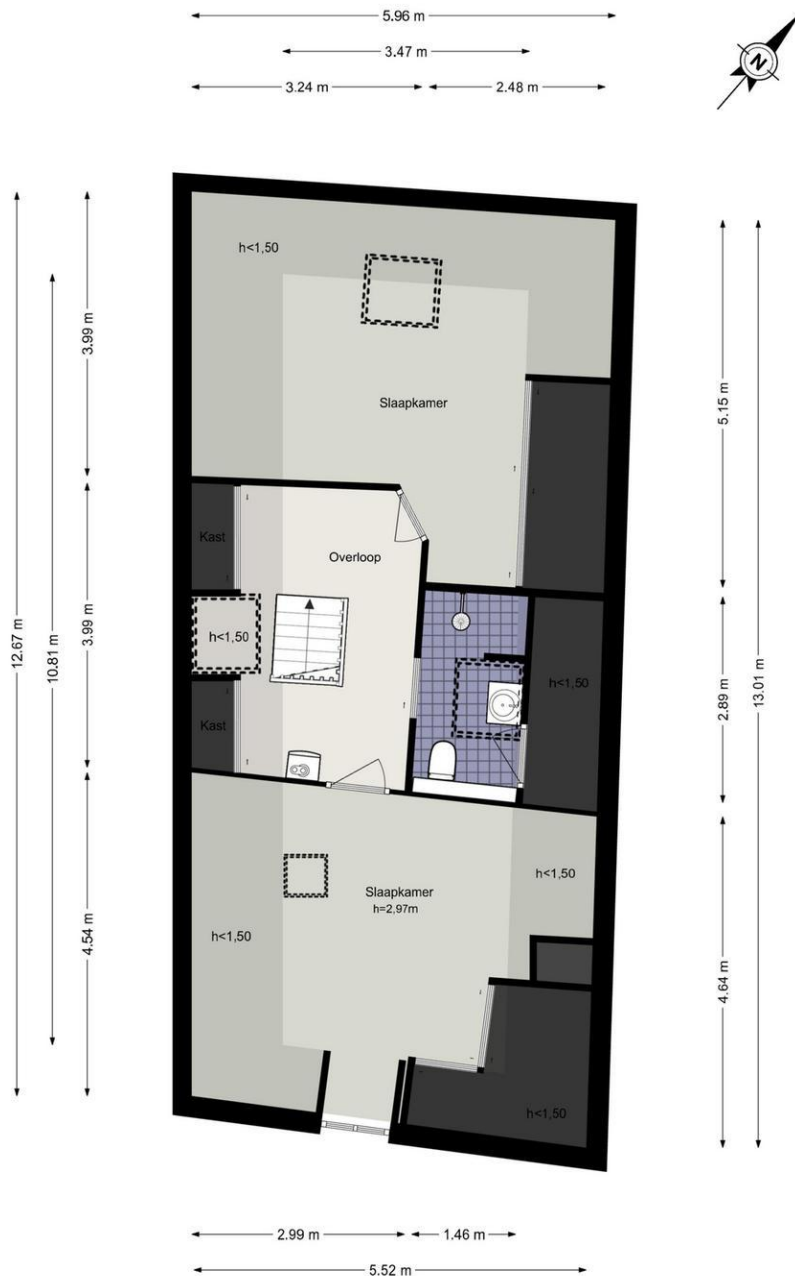 5.96 m
3.47 m
3.24 m
2.48 m
N
h<1,50
3.99 m
5.15 m
Slaapkamer
Kast
Overloop
h<1,50
12.67 m
10.81 m
3.99 m
h<1,50
2.89 m
13.01 m
Kast
Slaapkamer
h=2,97m
h<1,50
h<1,50
4.54 m
4.64 m
h<1,50
2.99 m
1.46 m
5.52 m